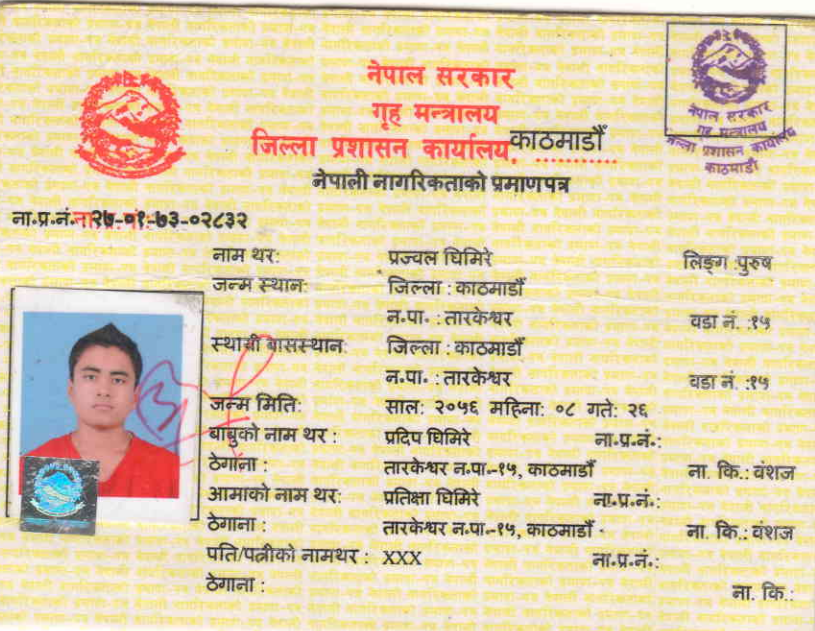 नेपाल सरकार
गृह मन्त्रालय
जिल्ला प्रशासन कार्यालय, काठमाडौं
नेपाली नागरिकताको प्रमाणपत्र
नेपाल सरकार
गृह मन्त्रालय
जिल्ला प्रशासन कार्यालय
काठमाडौं
ना.प्र.नं. २७-०१-७३-०२८३२
नाम थर: प्रज्वल घिमिरे लिङ्ग :पुरुष
जन्म स्थान: जिल्ला : काठमाडौं
न.पा. : तारकेश्वर वडा नं. :१५
स्थायी बासस्थान: जिल्ला : काठमाडौं
न.पा. : तारकेश्वर वडा नं. :१५
जन्म मिति: साल: २०५६ महिना: ०८ गते: २६
बाबुको नाम थर : प्रदिप घिमिरे ना.प्र.नं.:
ठेगाना : तारकेश्वर न.पा.-१५, काठमाडौं ना. कि.: वंशज
आमाको नाम थर: प्रतिक्षा घिमिरे ना.प्र.नं.:
ठेगाना : तारकेश्वर न.पा.-१५, काठमाडौं ना. कि.: वंशज
पति/पत्नीको नामथर : XXX ना.प्र.नं.:
ठेगाना : ना. कि.: